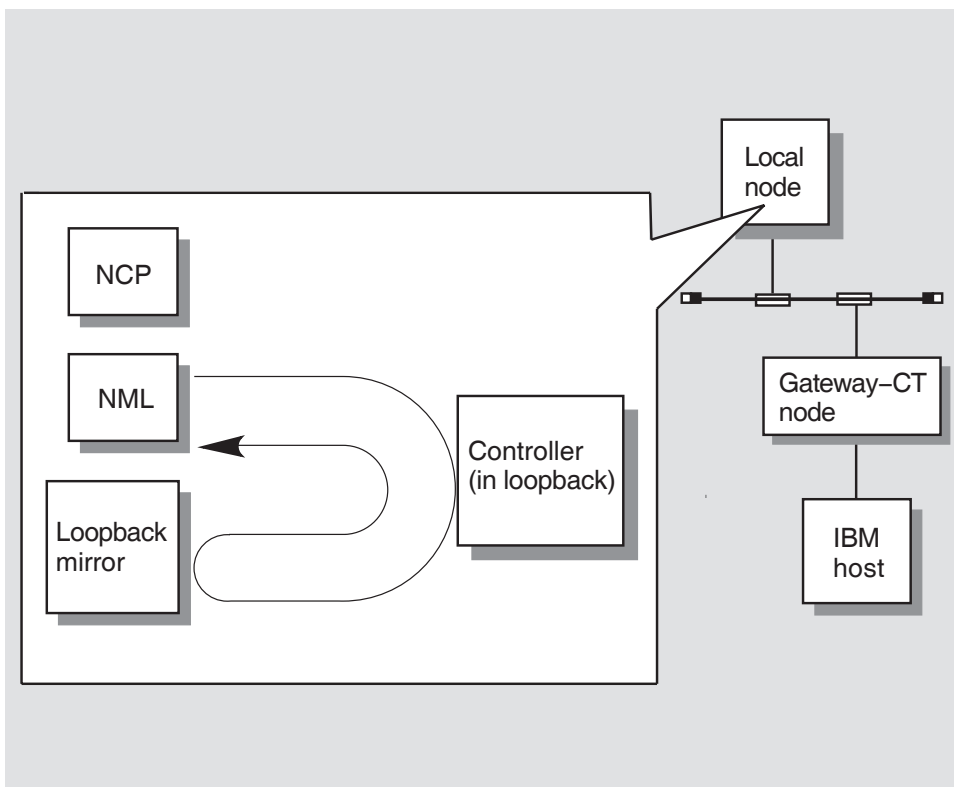 Local
node
NCP
NML
Controller
(in loopback)
Loopback
mirror
Gateway–CT
node
IBM
host